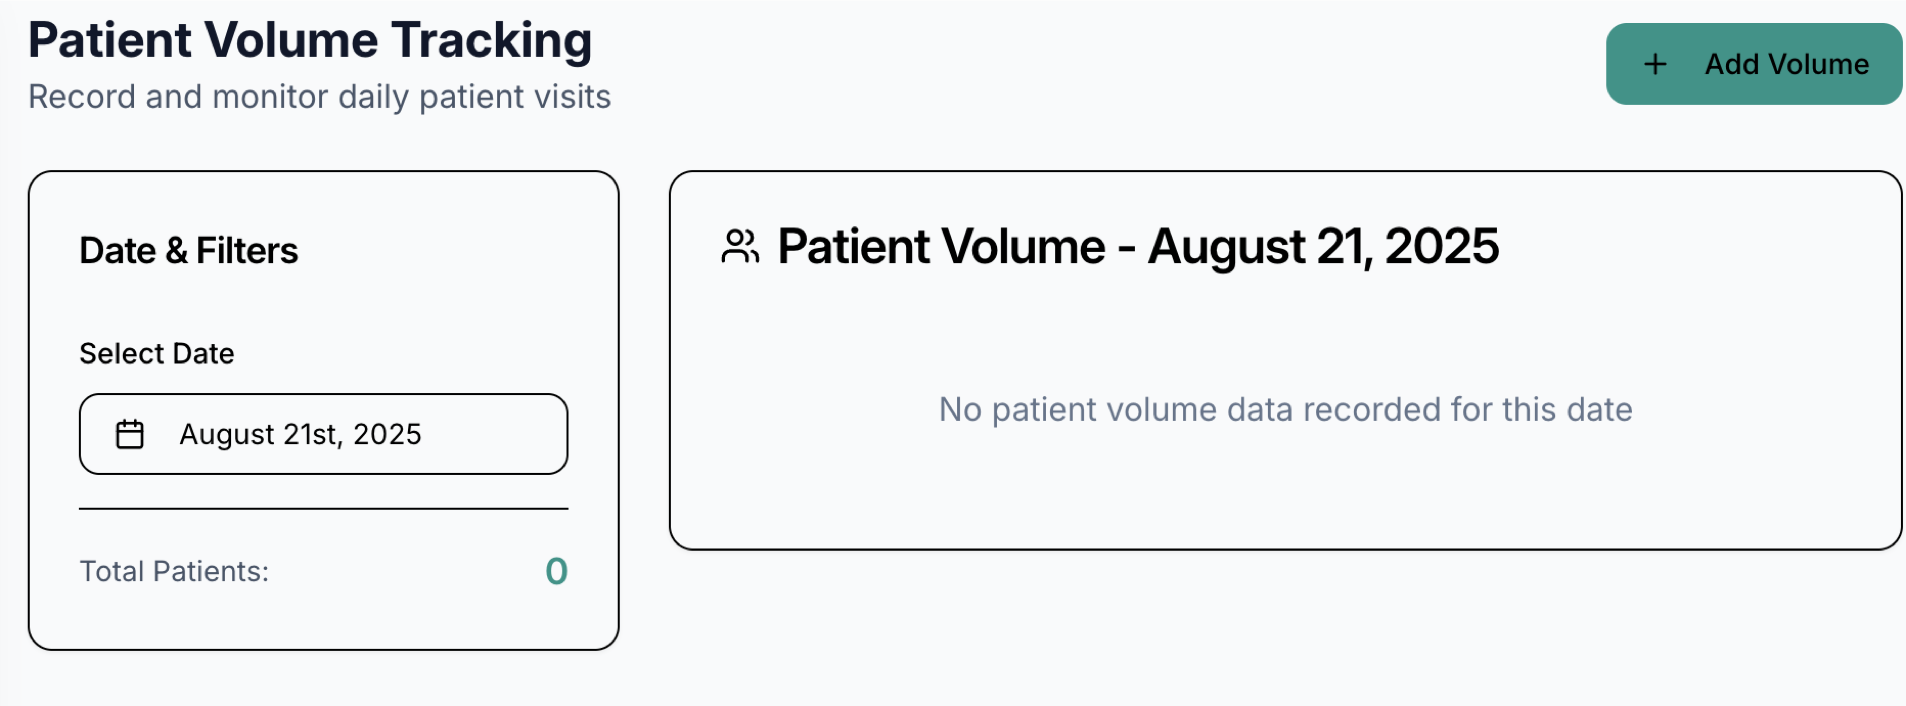 Patient Volume Tracking
Record and monitor daily patient visits
Add Volume
Date & Filters
Select Date
August 21st, 2025
Total Patients: 0
Patient Volume - August 21, 2025
No patient volume data recorded for this date